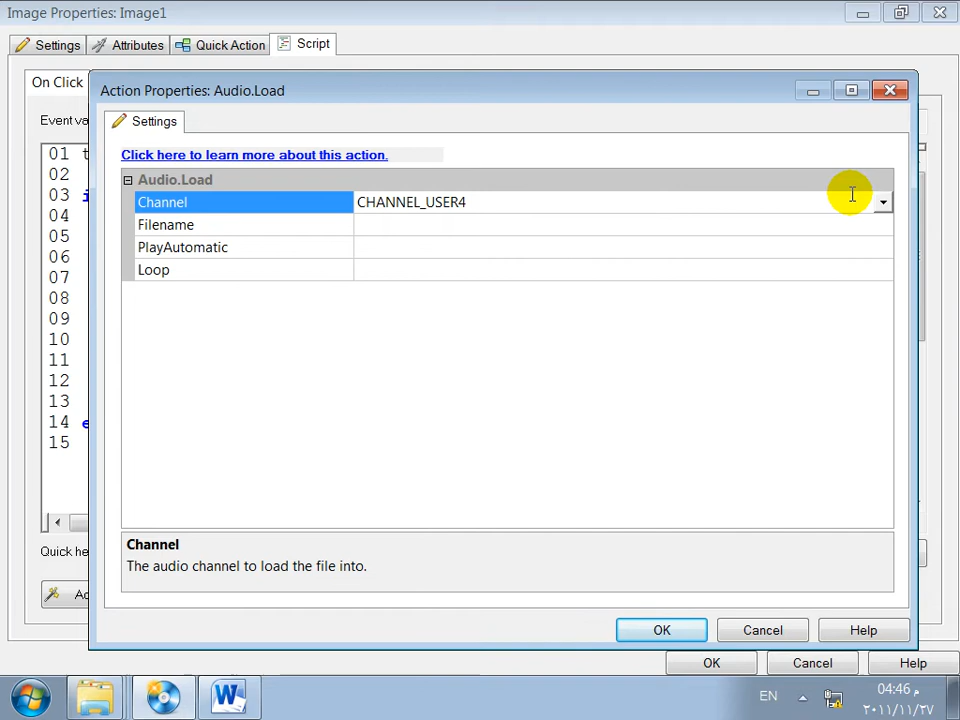 Image Properties: Image1
Settings
Attributes
Quick Action
Script
On Click
Action Properties: Audio.Load
Settings
Event va
Click here to learn more about this action.
01 t
02
03 i
04
05
06
07
08
09
10
11
12
13
14 e
15
Audio.Load
Channel CHANNEL_USER4
Filename
PlayAutomatic
Loop
Quick he
Channel
The audio channel to load the file into.
Ac
OK Cancel Help
OK Cancel Help
W
EN
04:46 م
٢٠١١/١١/٢٧